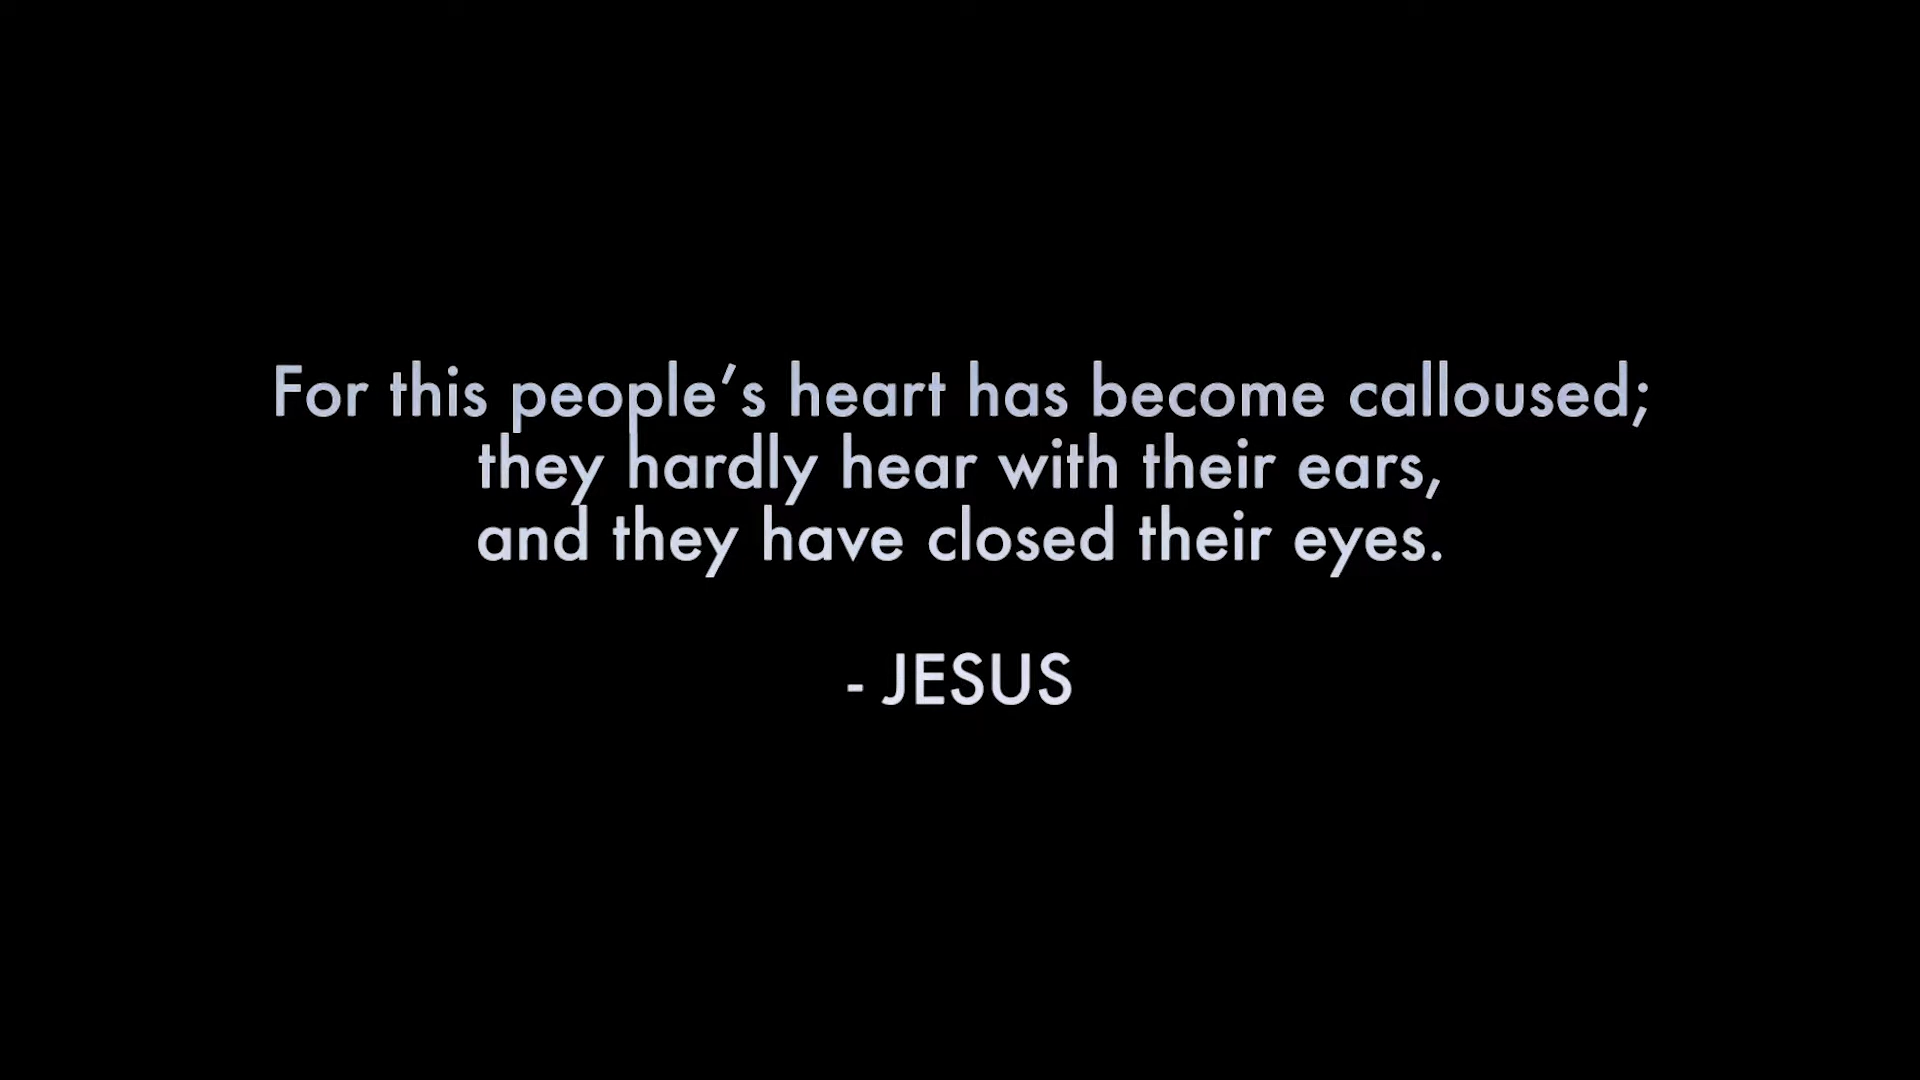 For this people’s heart has become calloused;
they hardly hear with their ears,
and they have closed their eyes.
- JESUS